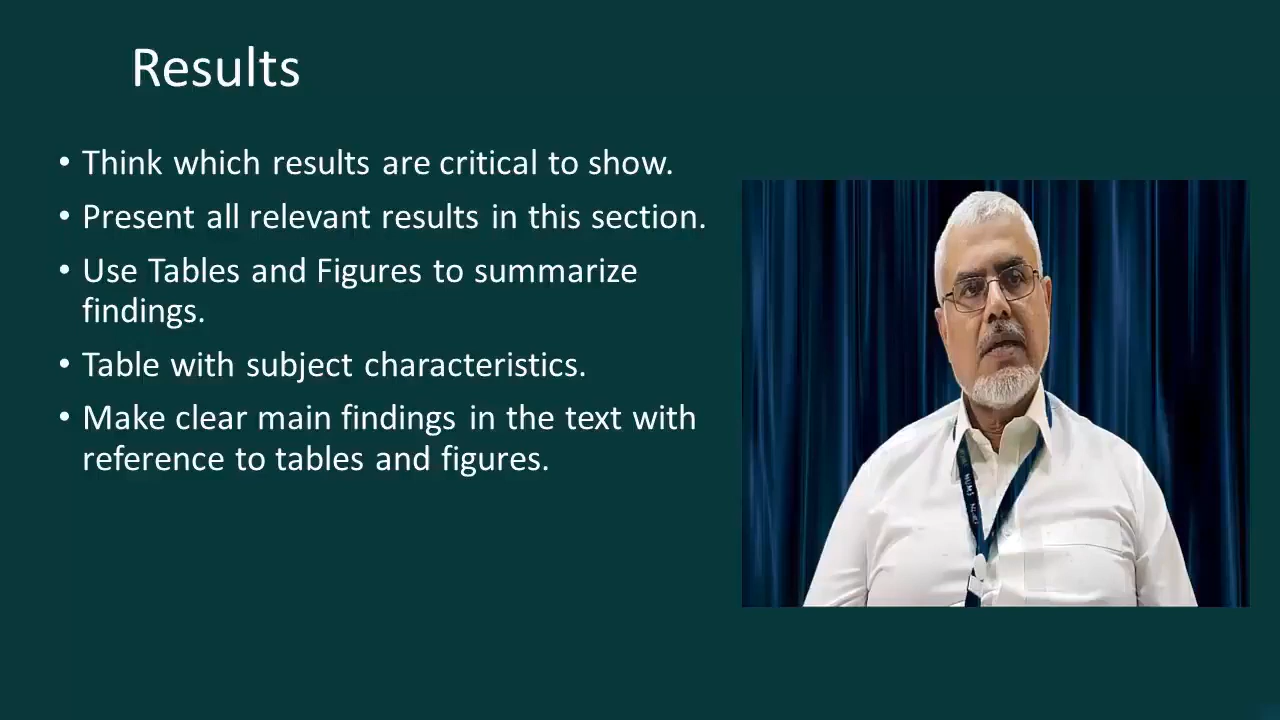 Results
• Think which results are critical to show.
• Present all relevant results in this section.
• Use Tables and Figures to summarize
findings.
• Table with subject characteristics.
• Make clear main findings in the text with
reference to tables and figures.